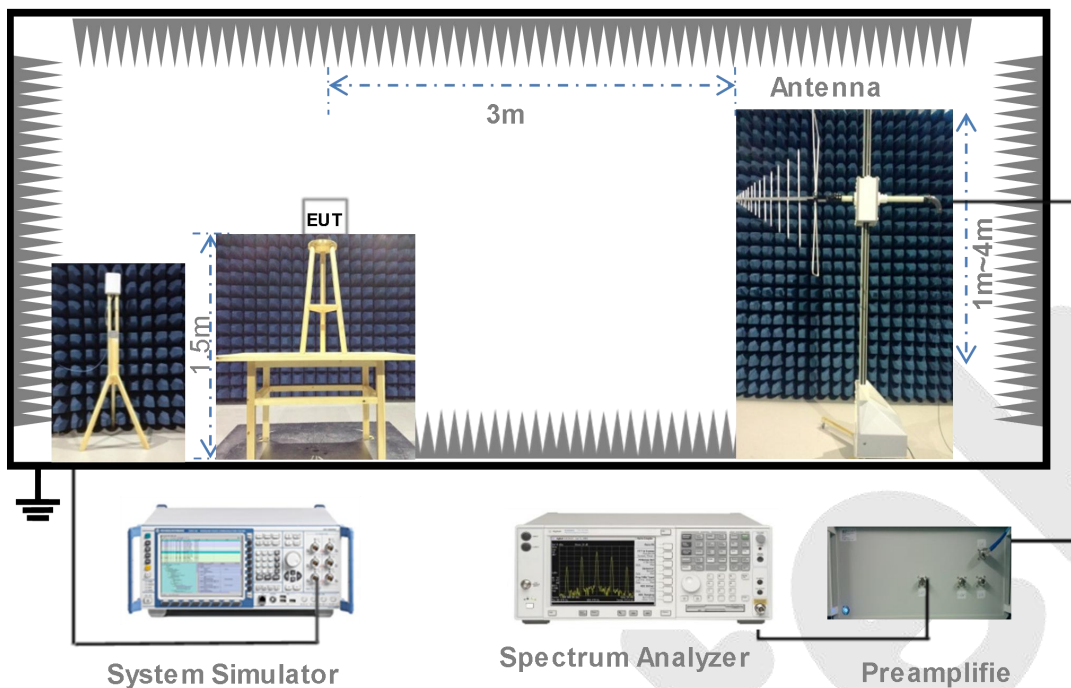 Antenna
3m
EUT
1.5m
1m~4m
System Simulator
Spectrum Analyzer
Preamplifie